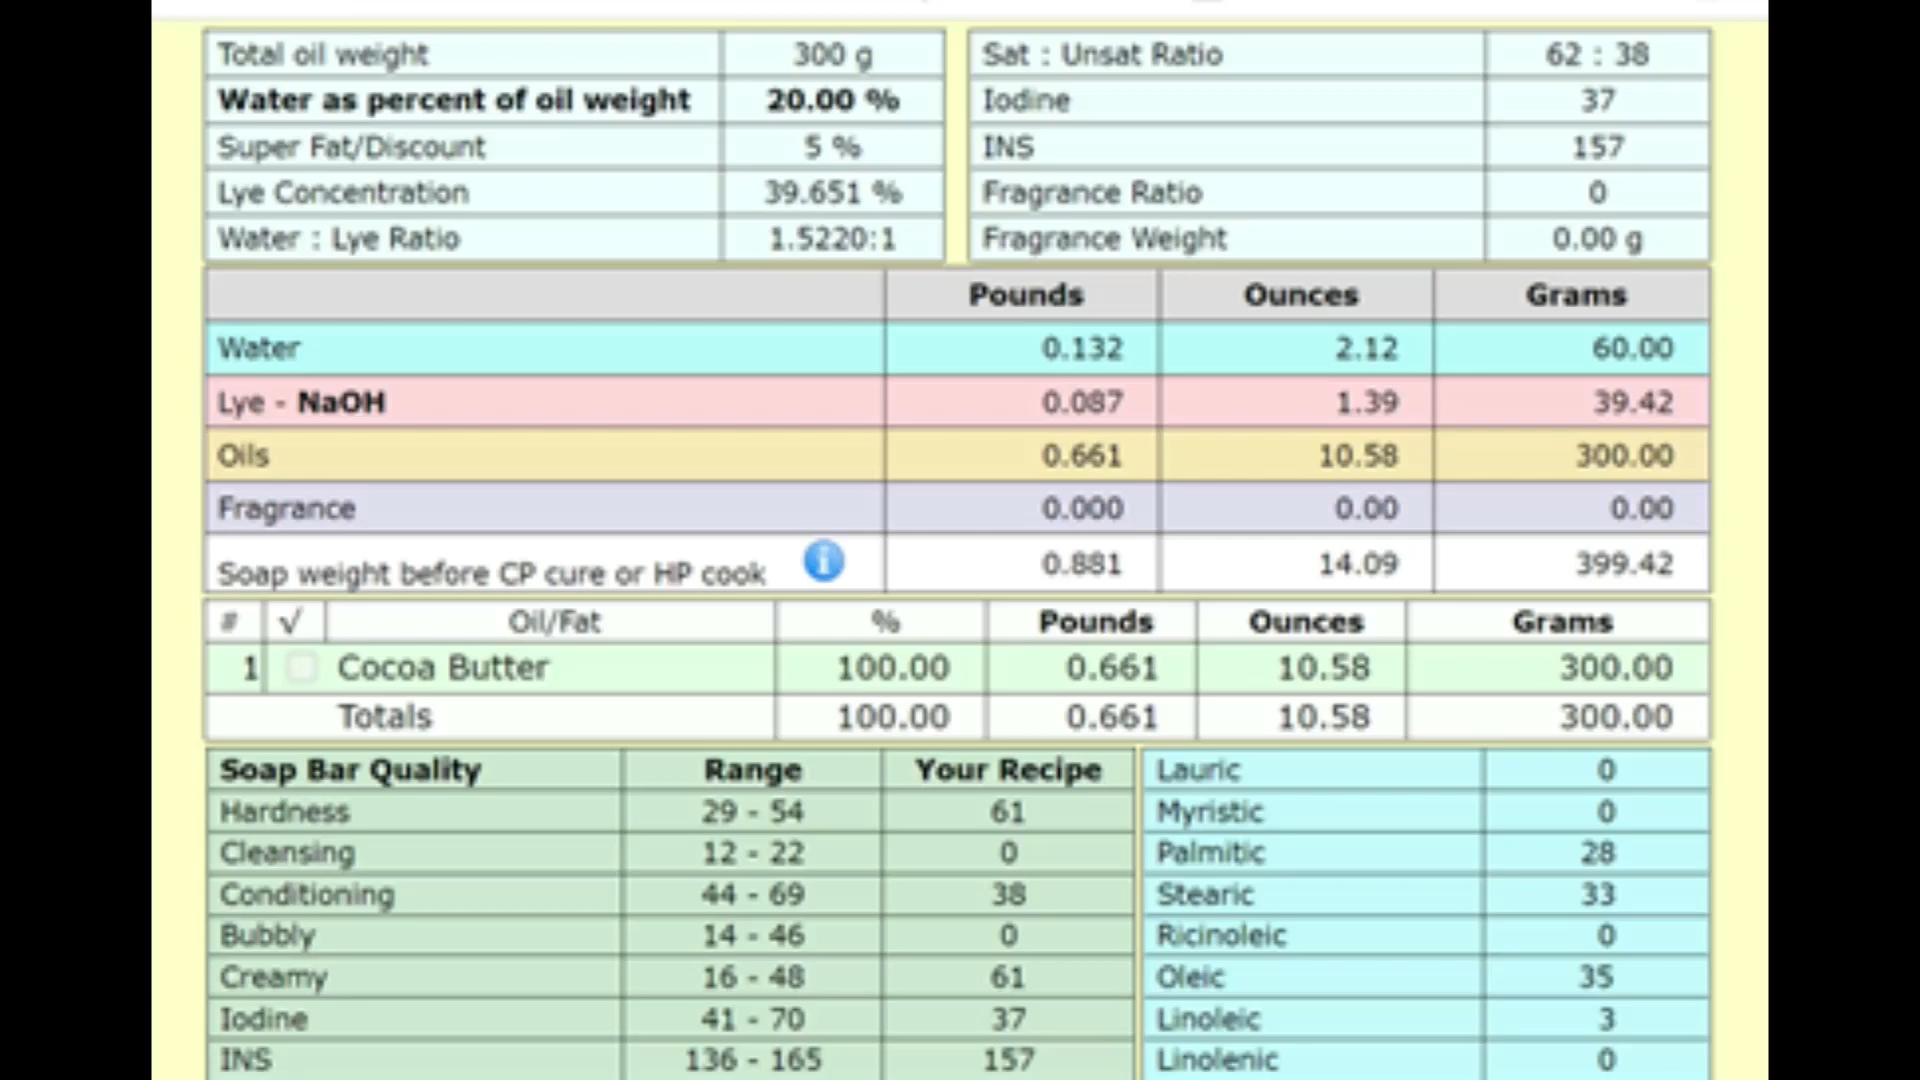 Total oil weight 300 g Sat : Unsat Ratio 62 : 38
Water as percent of oil weight 20.00 % Iodine 37
Super Fat/Discount 5 % INS 157
Lye Concentration 39.651 % Fragrance Ratio 0
Water : Lye Ratio 1.5220:1 Fragrance Weight 0.00 g
Pounds Ounces Grams
Water 0.132 2.12 60.00
Lye - NaOH 0.087 1.39 39.42
Oils 0.661 10.58 300.00
Fragrance 0.000 0.00 0.00
Soap weight before CP cure or HP cook i 0.881 14.09 399.42
# √ Oil/Fat % Pounds Ounces Grams
1 Cocoa Butter 100.00 0.661 10.58 300.00
Totals 100.00 0.661 10.58 300.00
Soap Bar Quality Range Your Recipe Lauric 0
Hardness 29 - 54 61 Myristic 0
Cleansing 12 - 22 0 Palmitic 28
Conditioning 44 - 69 38 Stearic 33
Bubbly 14 - 46 0 Ricinoleic 0
Creamy 16 - 48 61 Oleic 35
Iodine 41 - 70 37 Linoleic 3
INS 136 - 165 157 Linolenic 0